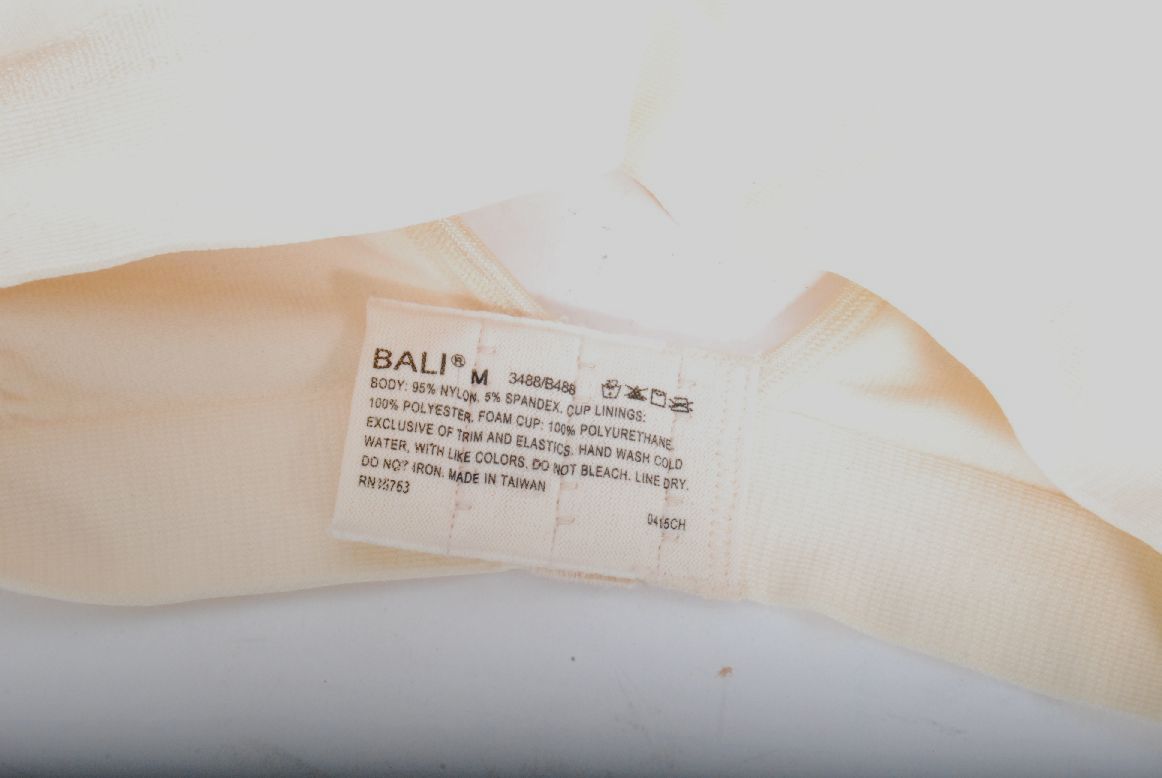 BALI®
M 3488/B488
BODY: 95% NYLON, 5% SPANDEX, CUP LININGS:
100% POLYESTER, FOAM CUP: 100% POLYURETHANE
EXCLUSIVE OF TRIM AND ELASTICS. HAND WASH COLD
WATER, WITH LIKE COLORS. DO NOT BLEACH. LINE DRY.
DO NOT IRON. MADE IN TAIWAN
0415CH